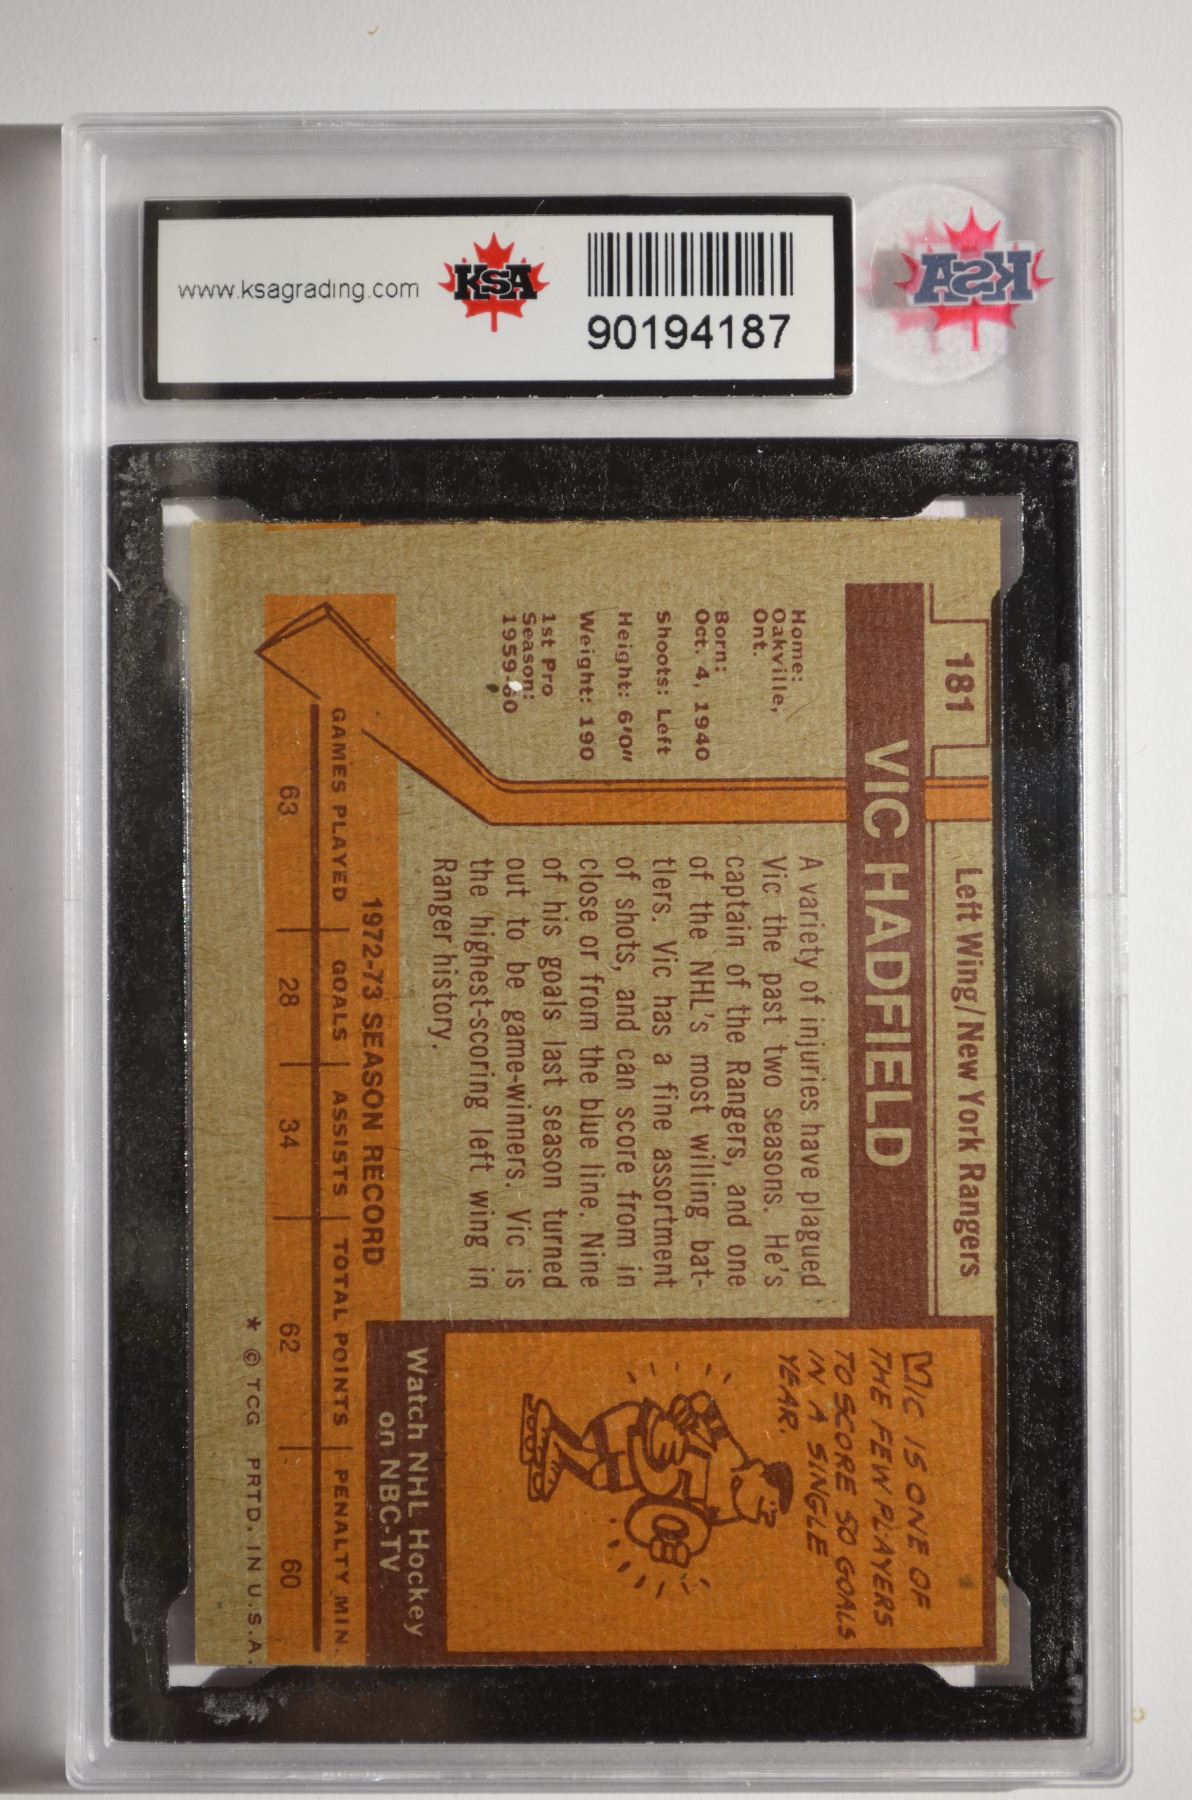 www.ksagrading.com
KSA
90194187
KSA
181
Left Wing/New York Rangers
VIC HADFIELD
Home:
Oakville,
Ont.
Born:
Oct. 4, 1940
Shoots: Left
Height: 6'0"
Weight: 190
1st Pro
Season:
1959-60
A variety of injuries have plagued
Vic the past two seasons. He's
captain of the Rangers, and one
of the NHL's most willing bat-
tlers. Vic has a fine assortment
of shots, and can score from in
close or from the blue line. Nine
of his goals last season turned
out to be game-winners. Vic is
the highest-scoring left wing in
Ranger history.
VIC IS ONE OF
THE FEW PLAYERS
TO SCORE 50 GOALS
IN A SINGLE
YEAR.
50
Watch NHL Hockey
on NBC-TV
1972-73 SEASON RECORD
GAMES PLAYED | GOALS | ASSISTS | TOTAL POINTS | PENALTY MIN.
63 28 34 62 60
* © TCG PRTD. IN U.S.A.